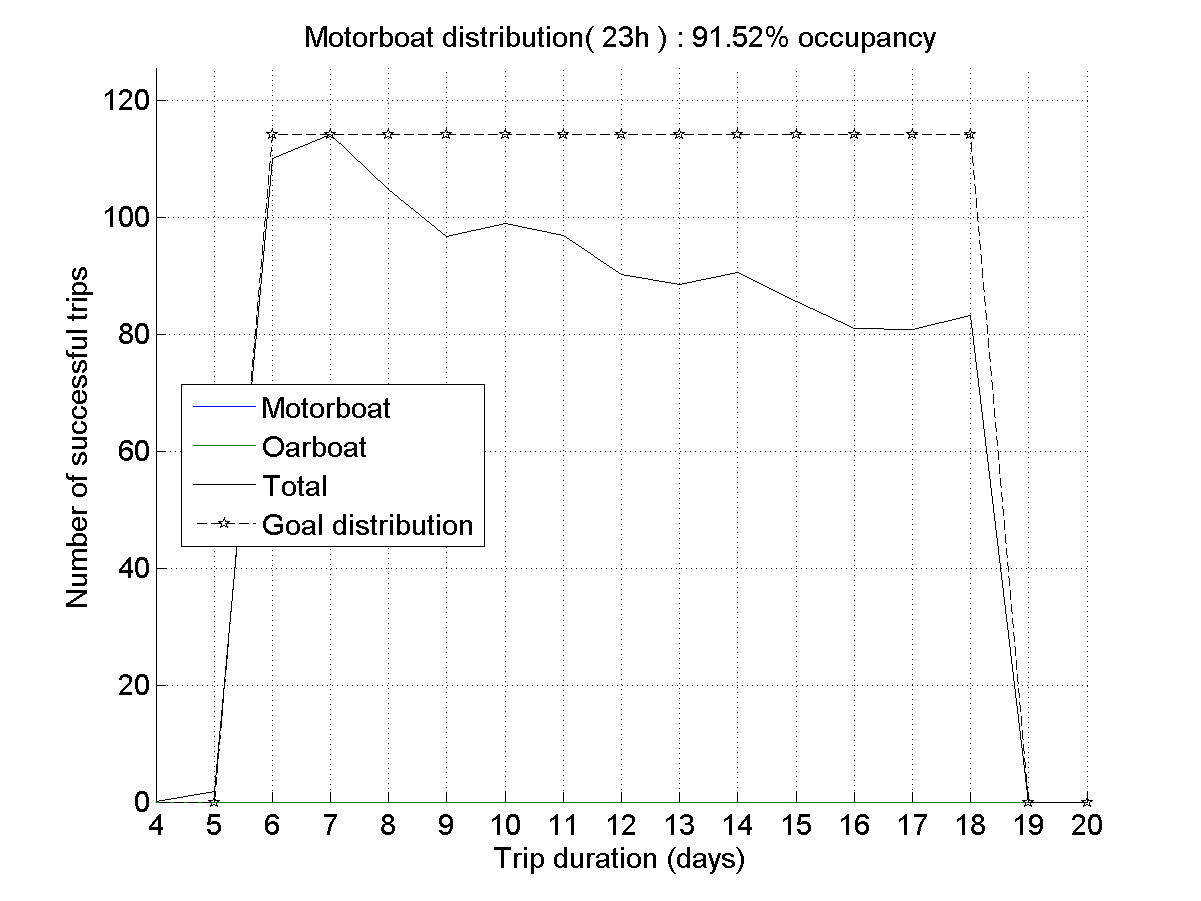 Motorboat distribution( 23h ) : 91.52% occupancy
120
100
80
60
40
20
0
Number of successful trips
Motorboat
Oarboat
Total
Goal distribution
4 5 6 7 8 9 10 11 12 13 14 15 16 17 18 19 20
Trip duration (days)